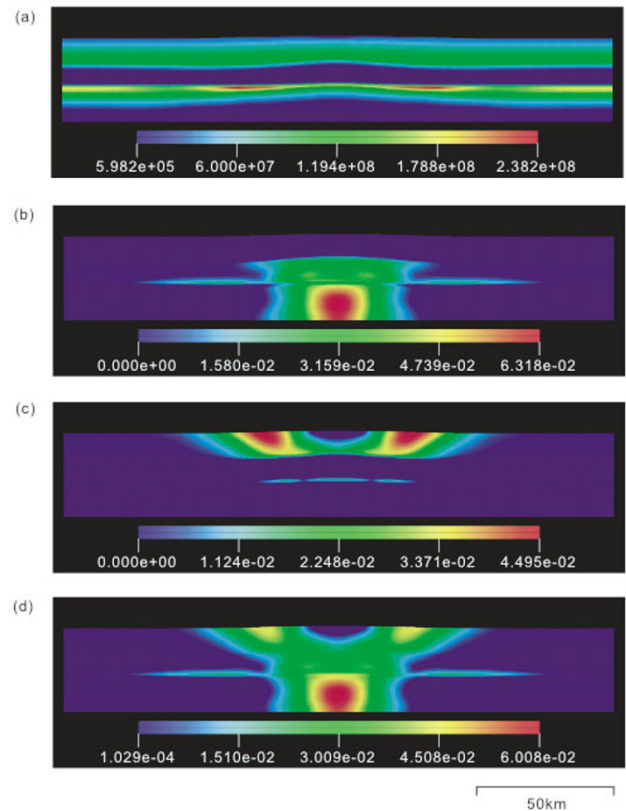 (a)
5.982e+05 6.000e+07 1.194e+08 1.788e+08 2.382e+08
(b)
0.000e+00 1.580e-02 3.159e-02 4.739e-02 6.318e-02
(c)
0.000e+00 1.124e-02 2.248e-02 3.371e-02 4.495e-02
(d)
1.029e-04 1.510e-02 3.009e-02 4.508e-02 6.008e-02
50km